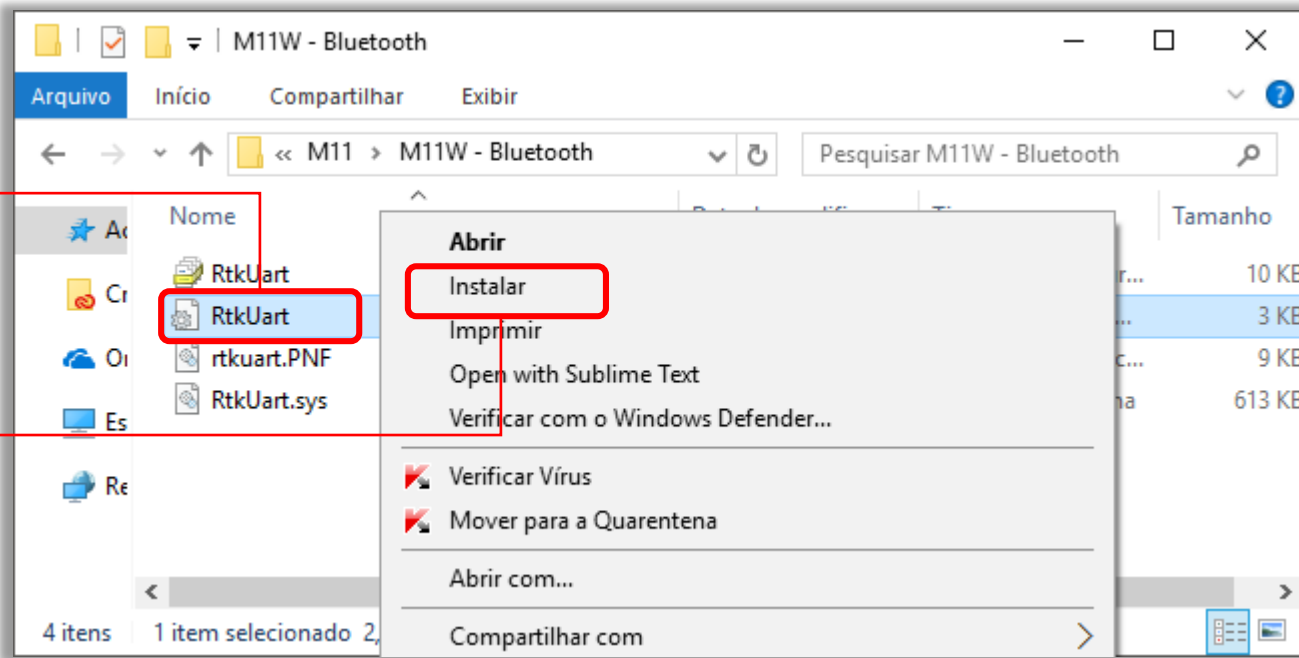 M11W - Bluetooth
Arquivo Início Compartilhar Exibir
« M11 > M11W - Bluetooth Pesquisar M11W - Bluetooth
Nome Tamanho
RtkUart 10 KB
RtkUart 3 KB
rtkuart.PNF 9 KB
RtkUart.sys 613 KB
Abrir
Instalar
Imprimir
Open with Sublime Text
Verificar com o Windows Defender...
Verificar Vírus
Mover para a Quarentena
Abrir com...
Compartilhar com
4 itens 1 item selecionado 2,